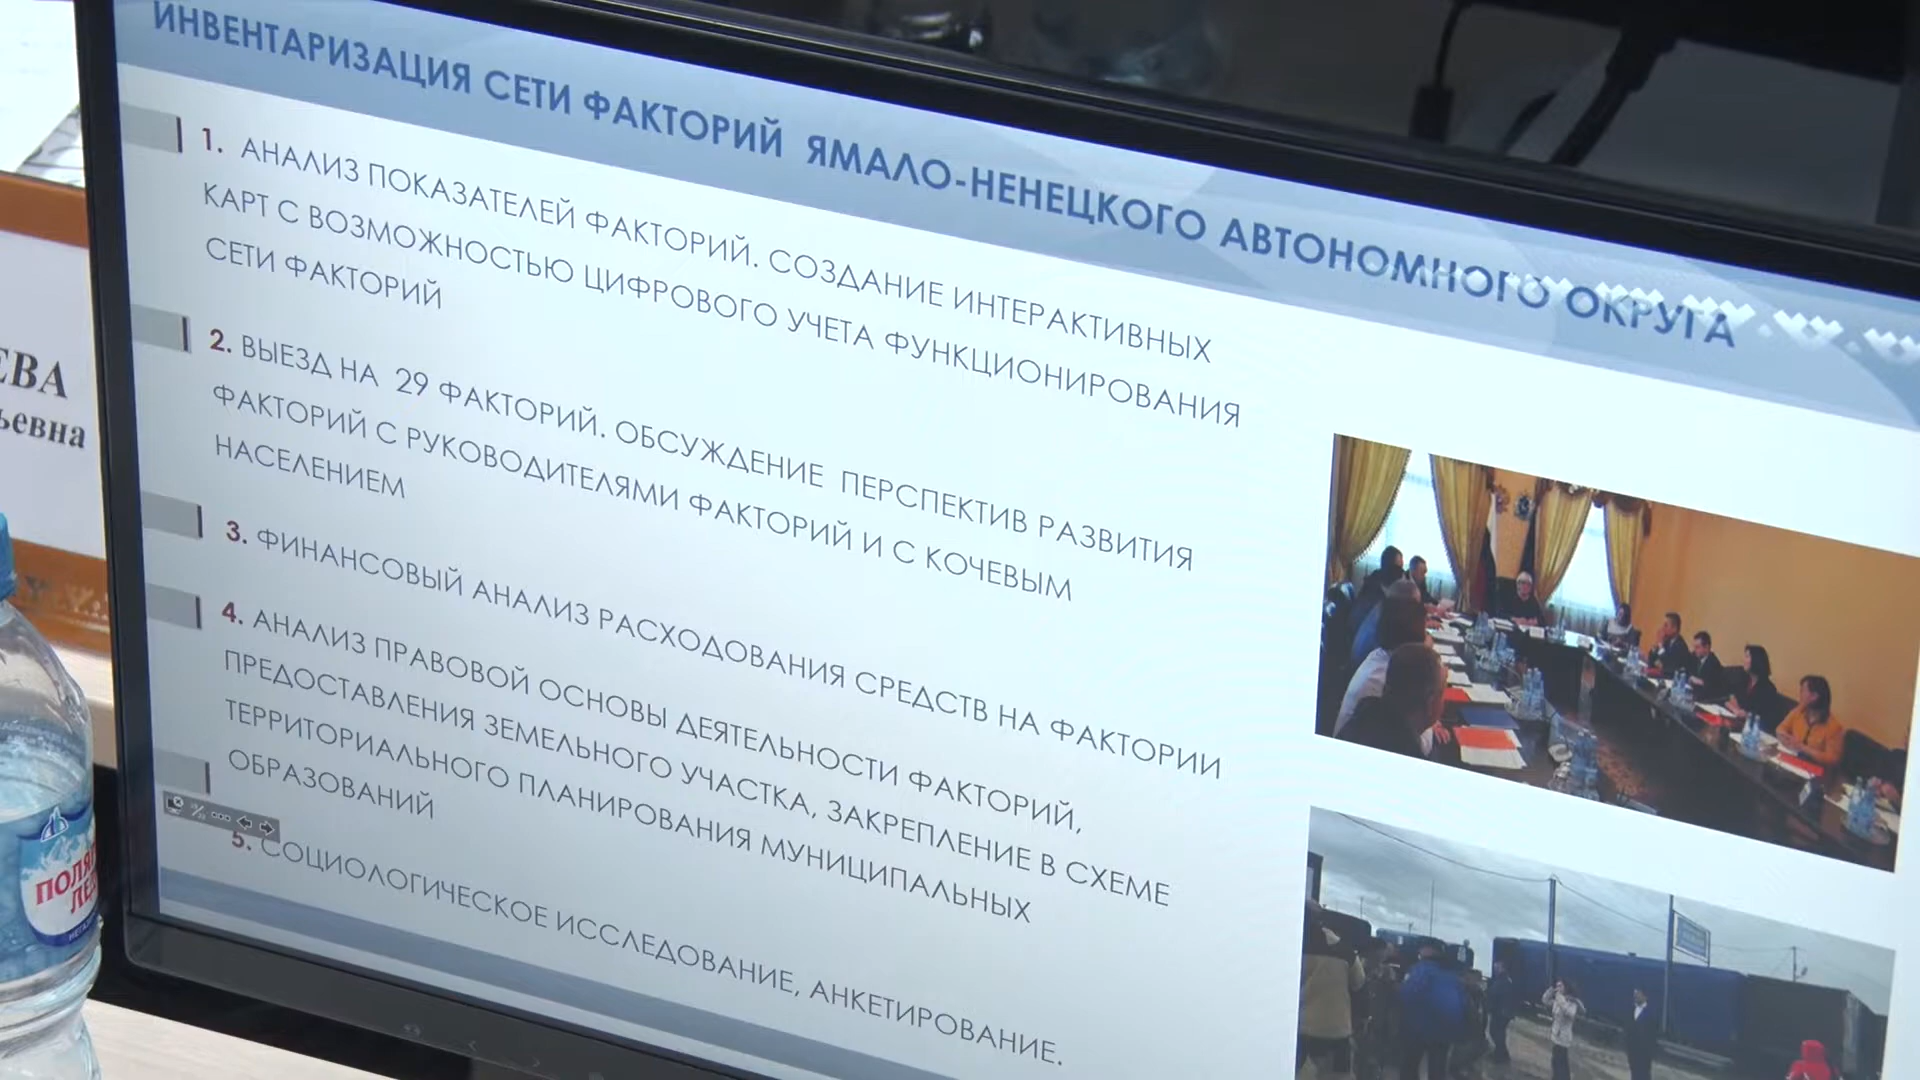 ИНВЕНТАРИЗАЦИЯ СЕТИ ФАКТОРИЙ ЯМАЛО-НЕНЕЦКОГО АВТОНОМНОГО ОКРУГА
1. АНАЛИЗ ПОКАЗАТЕЛЕЙ ФАКТОРИЙ. СОЗДАНИЕ ИНТЕРАКТИВНЫХ
КАРТ С ВОЗМОЖНОСТЬЮ ЦИФРОВОГО УЧЕТА ФУНКЦИОНИРОВАНИЯ
СЕТИ ФАКТОРИЙ
2. ВЫЕЗД НА 29 ФАКТОРИЙ. ОБСУЖДЕНИЕ ПЕРСПЕКТИВ РАЗВИТИЯ
ФАКТОРИЙ С РУКОВОДИТЕЛЯМИ ФАКТОРИЙ И С КОЧЕВЫМ
НАСЕЛЕНИЕМ
3. ФИНАНСОВЫЙ АНАЛИЗ РАСХОДОВАНИЯ СРЕДСТВ НА ФАКТОРИИ
4. АНАЛИЗ ПРАВОВОЙ ОСНОВЫ ДЕЯТЕЛЬНОСТИ ФАКТОРИЙ,
ПРЕДОСТАВЛЕНИЯ ЗЕМЕЛЬНОГО УЧАСТКА, ЗАКРЕПЛЕНИЕ В СХЕМЕ
ТЕРРИТОРИАЛЬНОГО ПЛАНИРОВАНИЯ МУНИЦИПАЛЬНЫХ
ОБРАЗОВАНИЙ
5. СОЦИОЛОГИЧЕСКОЕ ИССЛЕДОВАНИЕ, АНКЕТИРОВАНИЕ.
ЕВА
ьевна
ПОЛЯ
ЛЕД